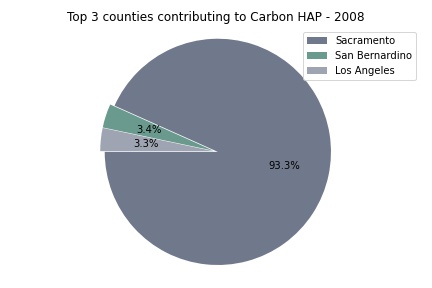 Top 3 counties contributing to Carbon HAP - 2008
Sacramento
San Bernardino
Los Angeles
3.4%
3.3%
93.3%